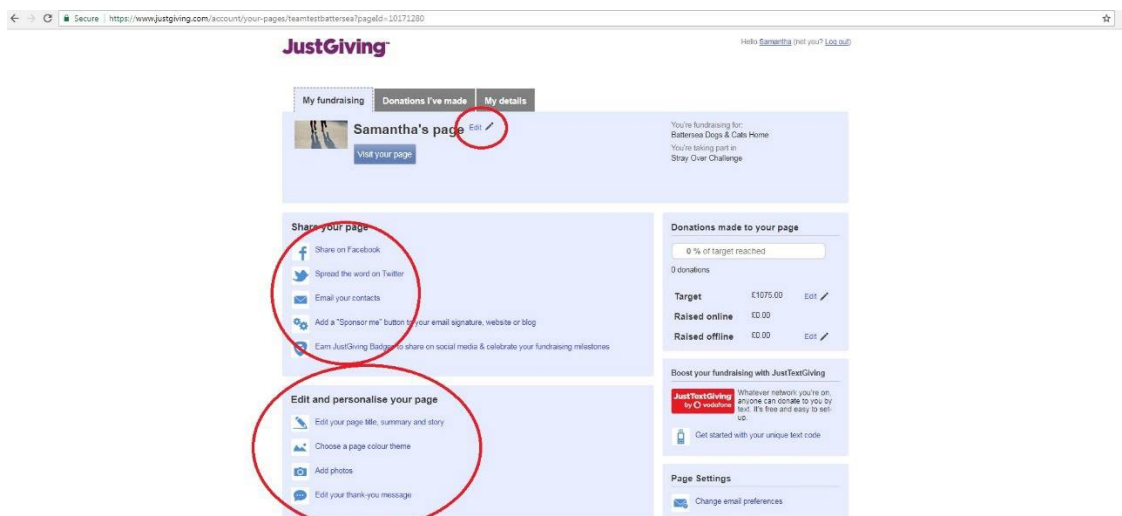 Secure | https://www.justgiving.com/account/your-pages/teamtestbattersea?pageId=10171280
JustGiving™
Hello Samantha (not you? Log out)
My fundraising
Donations I've made
My details
Samantha's page
Edit
Visit your page
You're fundraising for:
Battersea Dogs & Cats Home
You're taking part in
Stray Over Challenge
Share your page
Share on Facebook
Spread the word on Twitter
Email your contacts
Add a "Sponsor me" button to your email signature, website or blog
Earn JustGiving Badges to share on social media & celebrate your fundraising milestones
Edit and personalise your page
Edit your page title, summary and story
Choose a page colour theme
Add photos
Edit your thank-you message
Donations made to your page
0 % of target reached
0 donations
Target £1075.00 Edit
Raised online £0.00
Raised offline £0.00 Edit
Boost your fundraising with JustTextGiving
JustTextGiving
by vodafone
Whatever network you're on,
anyone can donate to you by
text. It's free and easy to set-
up.
Get started with your unique text code
Page Settings
Change email preferences